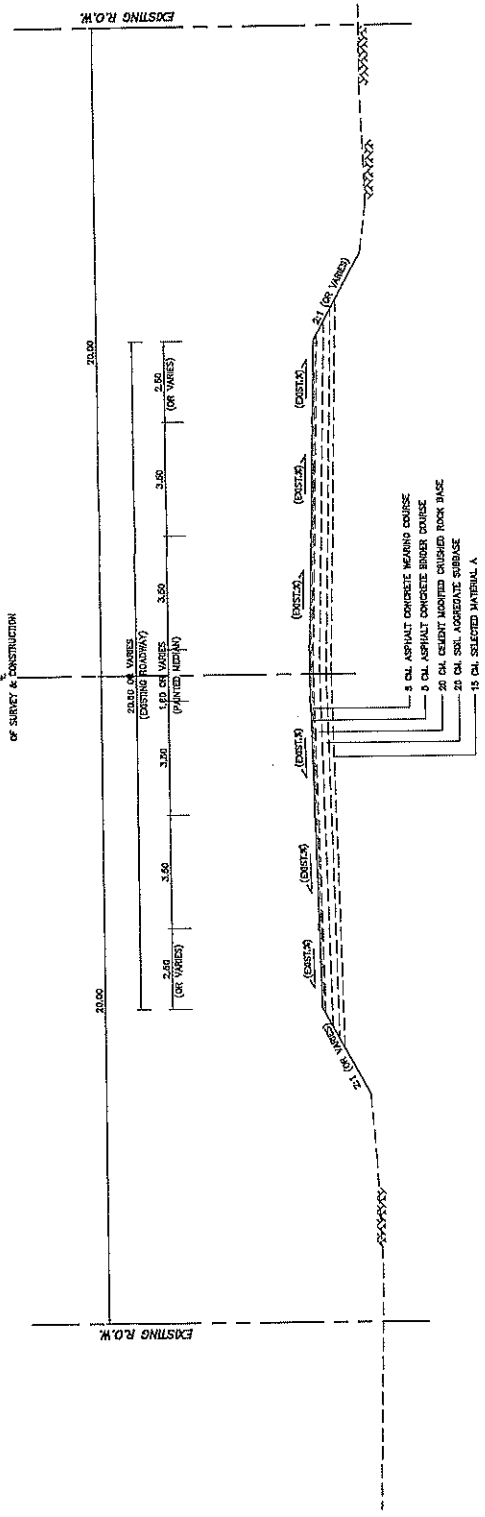 ℄
OF SURVEY & CONSTRUCTION
EXISTING R.O.W.
EXISTING R.O.W.
20.00
20.00
20.60 OR VARIES
(EXISTING ROADWAY)
2.50
(OR VARIES)
3.50
3.50
1.60 OR VARIES
(PAINTED MEDIAN)
3.50
3.50
2.50
(OR VARIES)
(EXIST.%)
(EXIST.%)
(EXIST.%)
(EXIST.%)
(EXIST.%)
(EXIST.%)
2:1 (OR VARIES)
2:1 (OR VARIES)
5 CM. ASPHALT CONCRETE WEARING COURSE
5 CM. ASPHALT CONCRETE BINDER COURSE
20 CM. CEMENT MODIFIED CRUSHED ROCK BASE
20 CM. SOIL AGGREGATE SUBBASE
15 CM. SELECTED MATERIAL A